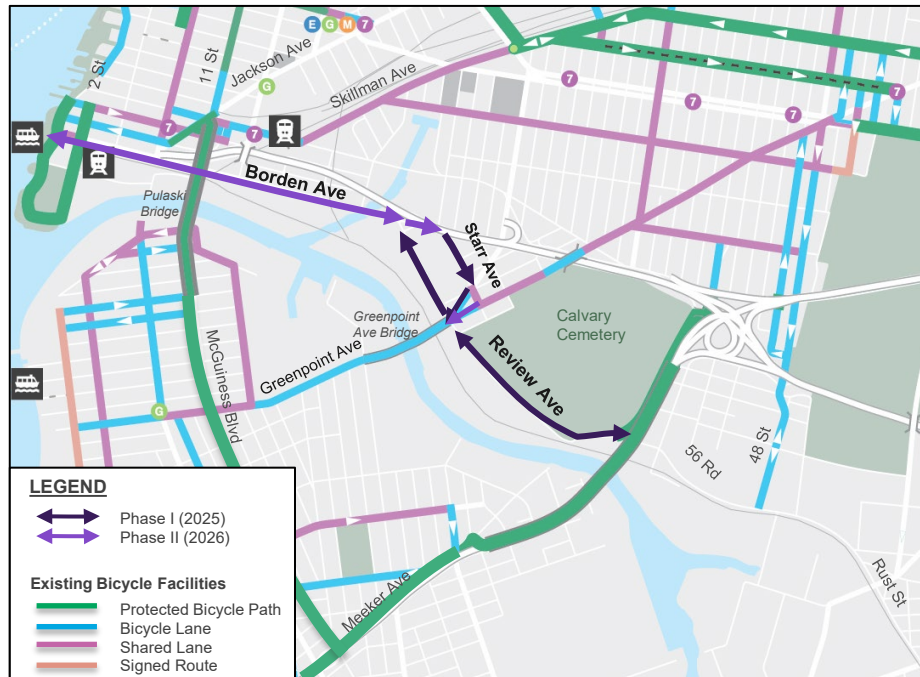 E G M 7
2 St
11 St
Jackson Ave
G
Skillman Ave
7
7
7
7
7
7
Borden Ave
Pulaski
Bridge
Starr Ave
Greenpoint
Ave Bridge
Calvary
Cemetery
Review Ave
Greenpoint Ave
McGuiness Blvd
G
48 St
56 Rd
Rust St
Meeker Ave
LEGEND
Phase I (2025)
Phase II (2026)
Existing Bicycle Facilities
Protected Bicycle Path
Bicycle Lane
Shared Lane
Signed Route